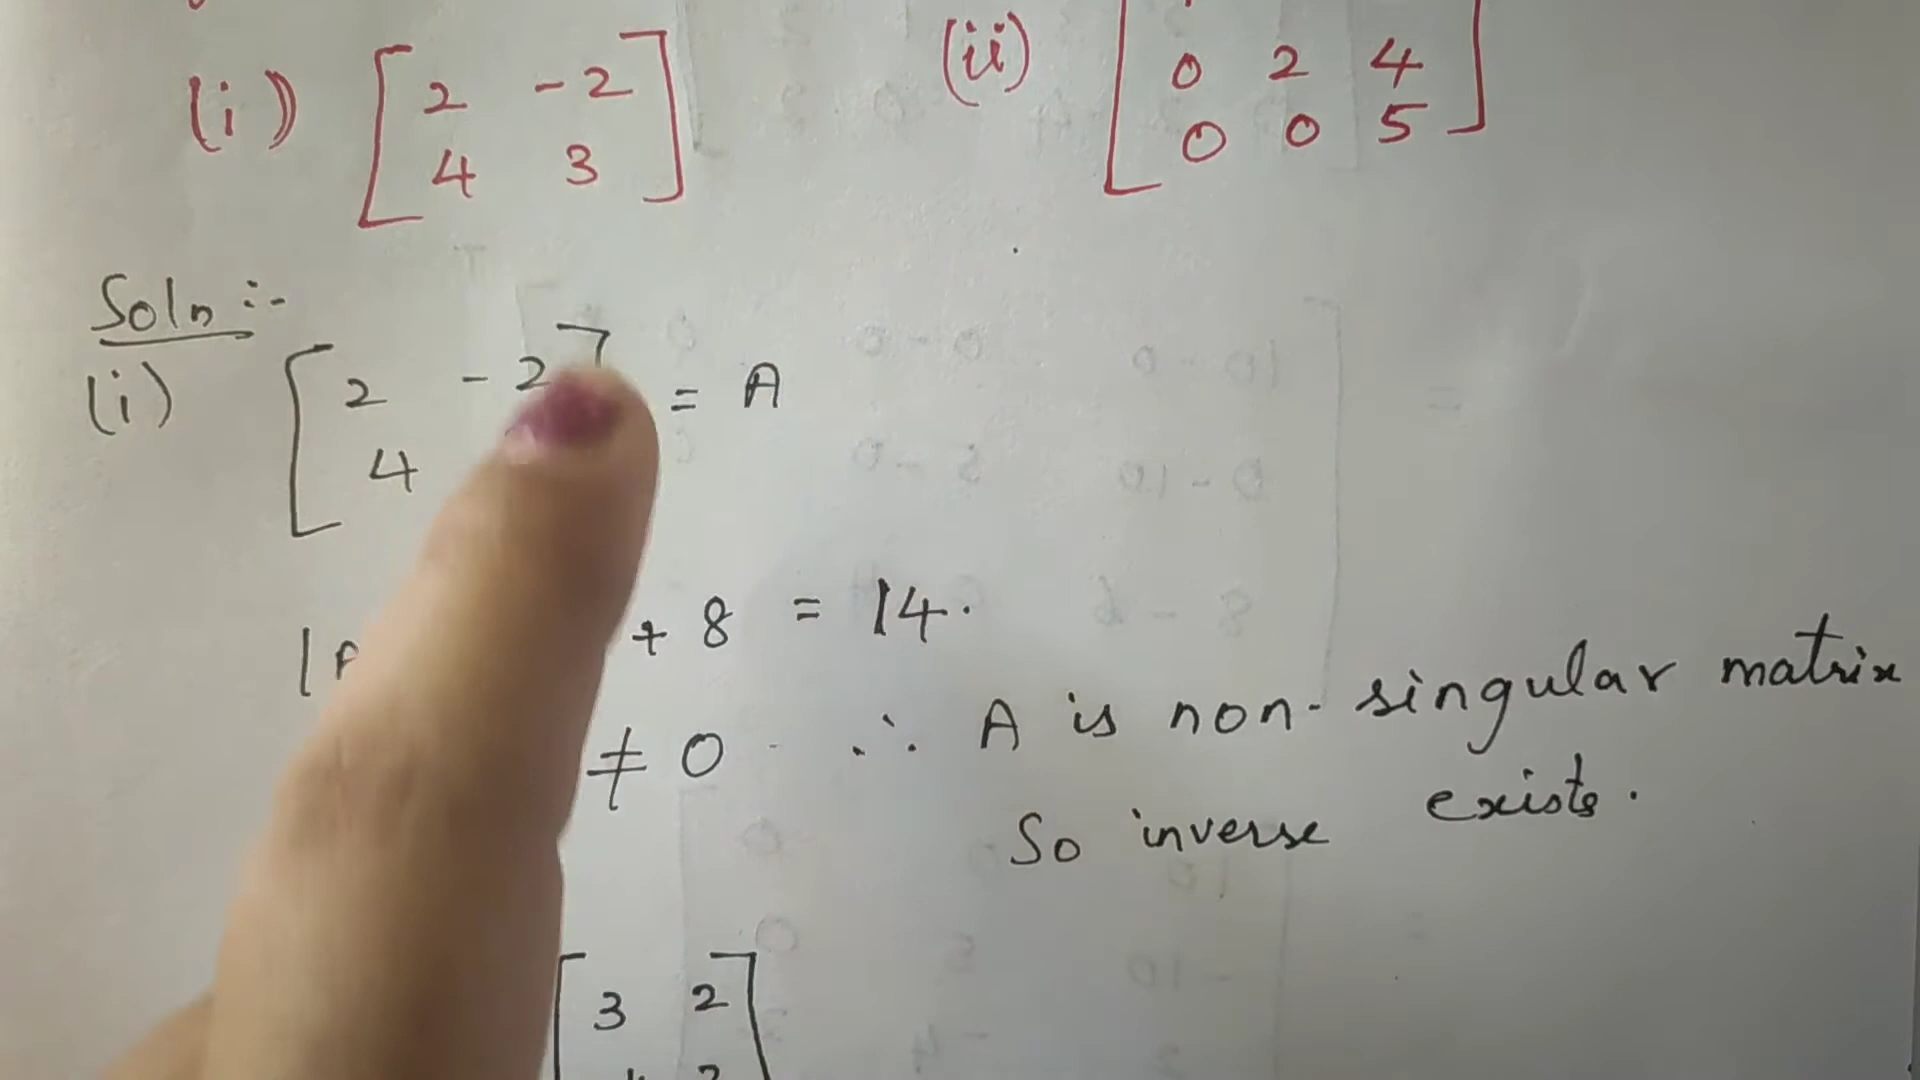 (i) [ 2 -2
4 3 ]
(ii) [ 0 2 4
0 0 5 ]
Soln :-
(i) [ 2 -2 ] = A
4
|A + 8 = 14.
≠ 0 ∴ A is non-singular matrix
So inverse exists.
[ 3 2 ]